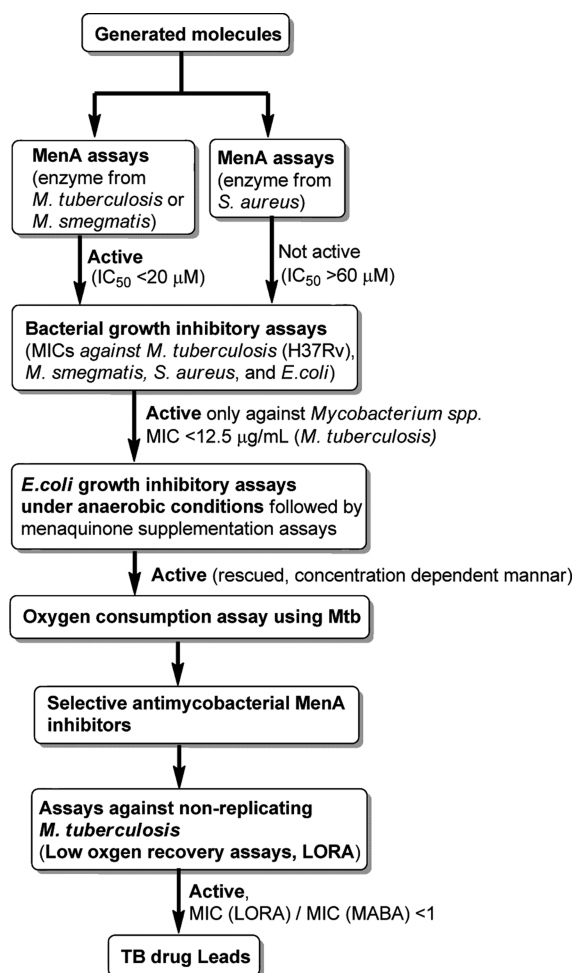 Generated molecules
MenA assays
(enzyme from
M. tuberculosis or
M. smegmatis)
MenA assays
(enzyme from
S. aureus)
Active
(IC50 <20 μM)
Not active
(IC50 >60 μM)
Bacterial growth inhibitory assays
(MICs against M. tuberculosis (H37Rv),
M. smegmatis, S. aureus, and E.coli)
Active only against Mycobacterium spp.
MIC <12.5 μg/mL (M. tuberculosis)
E.coli growth inhibitory assays
under anaerobic conditions followed by
menaquinone supplementation assays
Active (rescued, concentration dependent mannar)
Oxygen consumption assay using Mtb
Selective antimycobacterial MenA
inhibitors
Assays against non-replicating
M. tuberculosis
(Low oxgen recovery assays, LORA)
Active,
MIC (LORA) / MIC (MABA) <1
TB drug Leads